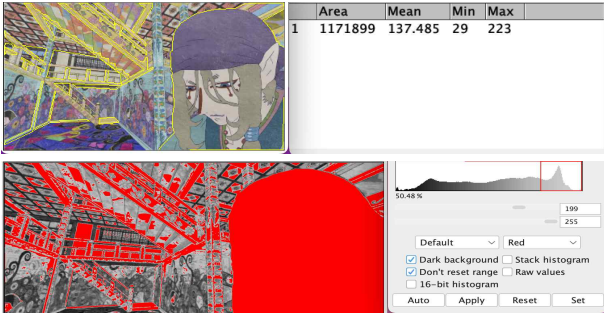 Area Mean Min Max
1 1171899 137.485 29 223
50.48 %
199
255
Default Red
Dark background Stack histogram
Don't reset range Raw values
16-bit histogram
Auto Apply Reset Set